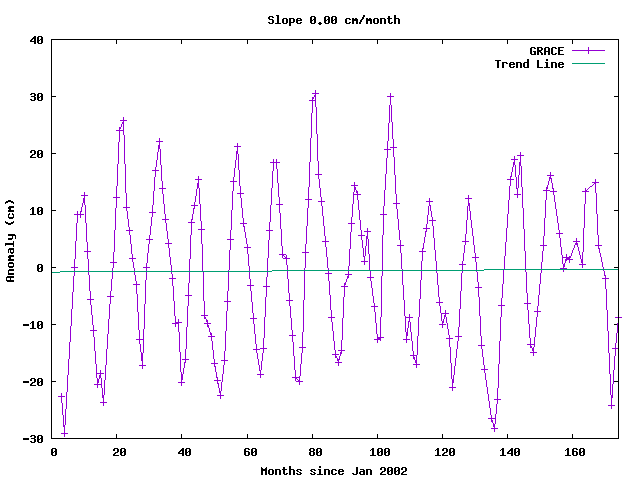 Slope 0.00 cm/month
40
30
20
10
0
-10
-20
-30
Anomaly (cm)
GRACE
Trend Line
0 20 40 60 80 100 120 140 160
Months since Jan 2002